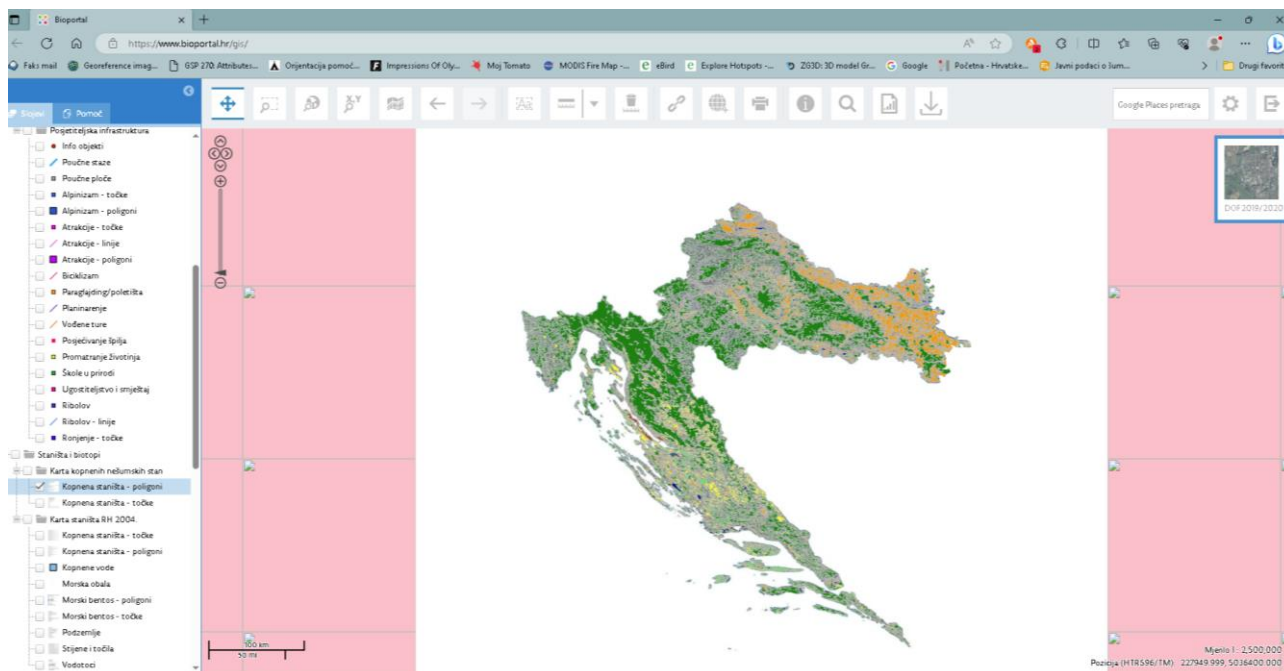 Bioportal
https://www.bioportal.hr/gis/
Faks mail
Georeference imag...
GSP 270: Attributes...
Orijentacija pomoć...
Impressions Of Oly...
Moj Tomato
MODIS Fire Map -...
eBird
Explore Hotspots -...
ZG3D: 3D model Gr...
Google
Početna - Hrvatske...
Javni podaci o šum...
Drugi favorit
Slojevi
Pomoć
Google Places pretraga
Posjetiteljska infrastruktura
Info objekti
Poučne staze
Poučne ploče
Alpinizam - točke
Alpinizam - poligoni
Atrakcije - točke
Atrakcije - linije
Atrakcije - poligoni
Biciklizam
Paraglajding/poletišta
Planinarenje
Vođene ture
Posjećivanje špilja
Promatranje životinja
Škole u prirodi
Ugostiteljstvo i smještaj
Ribolov
Ribolov - linije
Ronjenje - točke
Staništa i biotopi
Karta kopnenih nešumskih stan
Kopnena staništa - poligoni
Kopnena staništa - točke
Karta staništa RH 2004.
Kopnena staništa - točke
Kopnena staništa - poligoni
Kopnene vode
Morska obala
Morski bentos - poligoni
Morski bentos - točke
Podzemlje
Stijene i točila
Vodotoci
DOF 2019/2020
100 km
50 mi
Mjerilo 1 : 2,500,000
Pozicija (HTRS96/TM)